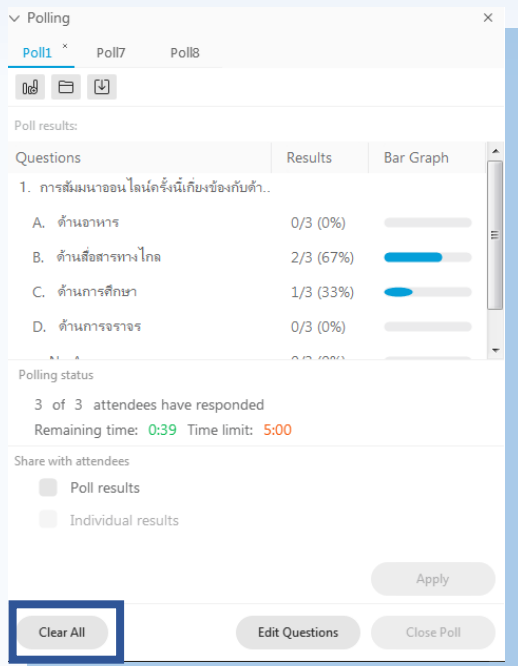 Polling
Poll1 × Poll7 Poll8
Poll results:
Questions Results Bar Graph
1. การสัมมนาออนไลน์ครั้งนี้เกี่ยงข้องกับด้า..
A. ด้านอาหาร 0/3 (0%)
B. ด้านสื่อสารทางไกล 2/3 (67%)
C. ด้านการศึกษา 1/3 (33%)
D. ด้านการจราจร 0/3 (0%)
Polling status
3 of 3 attendees have responded
Remaining time: 0:39 Time limit: 5:00
Share with attendees
Poll results
Individual results
Apply
Clear All Edit Questions Close Poll